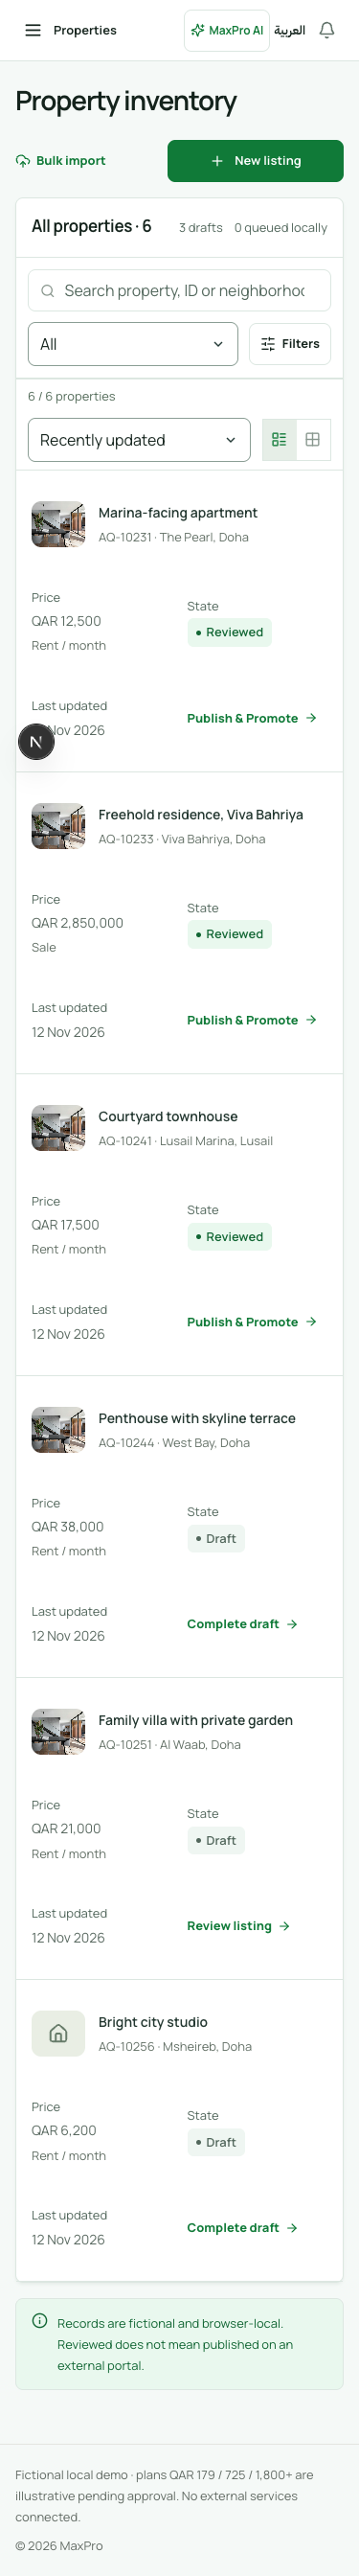 Properties
MaxPro AI
العربية
Property inventory
Bulk import
New listing
All properties · 6
3 drafts
0 queued locally
Search property, ID or neighborhoo
All
Filters
6 / 6 properties
Recently updated
Marina-facing apartment
AQ-10231 · The Pearl, Doha
Price
QAR 12,500
Rent / month
State
Reviewed
Last updated
Nov 2026
Publish & Promote
N
Freehold residence, Viva Bahriya
AQ-10233 · Viva Bahriya, Doha
Price
QAR 2,850,000
Sale
State
Reviewed
Last updated
12 Nov 2026
Publish & Promote
Courtyard townhouse
AQ-10241 · Lusail Marina, Lusail
Price
QAR 17,500
Rent / month
State
Reviewed
Last updated
12 Nov 2026
Publish & Promote
Penthouse with skyline terrace
AQ-10244 · West Bay, Doha
Price
QAR 38,000
Rent / month
State
Draft
Last updated
12 Nov 2026
Complete draft
Family villa with private garden
AQ-10251 · Al Waab, Doha
Price
QAR 21,000
Rent / month
State
Draft
Last updated
12 Nov 2026
Review listing
Bright city studio
AQ-10256 · Msheireb, Doha
Price
QAR 6,200
Rent / month
State
Draft
Last updated
12 Nov 2026
Complete draft
Records are fictional and browser-local.
Reviewed does not mean published on an
external portal.
Fictional local demo · plans QAR 179 / 725 / 1,800+ are
illustrative pending approval. No external services
connected.
© 2026 MaxPro